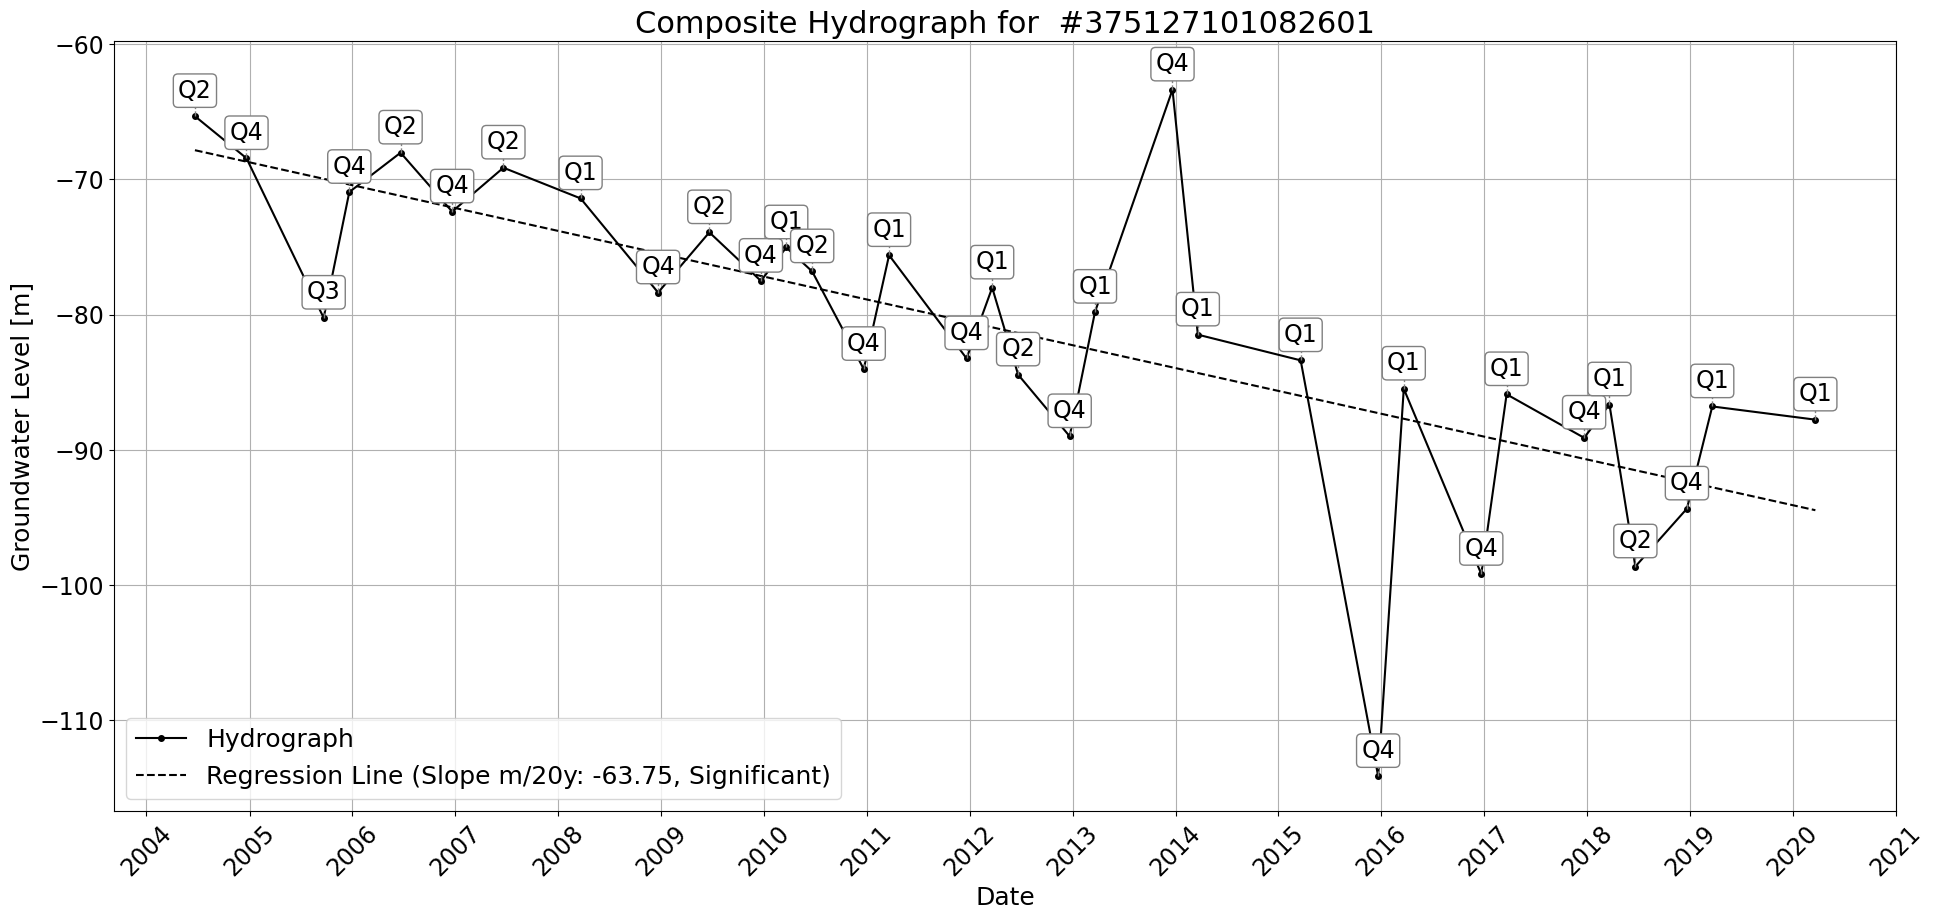 Composite Hydrograph for  #375127101082601
Groundwater Level [m]
−60
−70
−80
−90
−100
−110
Q2
Q4
Q3
Q4
Q2
Q4
Q2
Q1
Q4
Q2
Q4
Q1
Q2
Q4
Q1
Q4
Q1
Q2
Q4
Q1
Q4
Q1
Q1
Q4
Q1
Q4
Q1
Q4
Q1
Q2
Q4
Q1
Q1
Hydrograph
Regression Line (Slope m/20y: -63.75, Significant)
2004
2005
2006
2007
2008
2009
2010
2011
2012
2013
2014
2015
2016
2017
2018
2019
2020
2021
Date